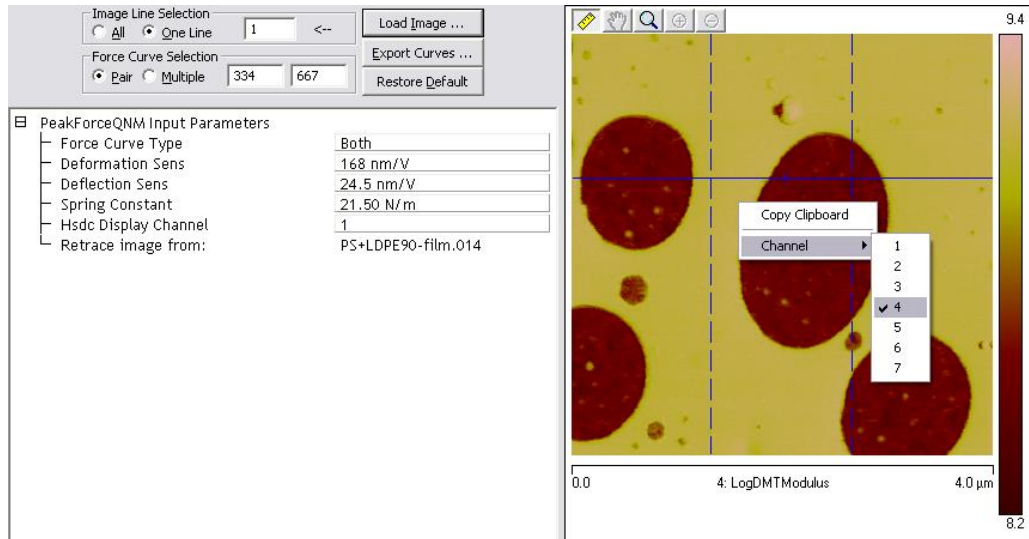 Image Line Selection
All One Line 1 <--
Force Curve Selection
Pair Multiple 334 667
Load Image ...
Export Curves ...
Restore Default
PeakForceQNM Input Parameters
Force Curve Type Both
Deformation Sens 168 nm/V
Deflection Sens 24.5 nm/V
Spring Constant 21.50 N/m
Hsdc Display Channel 1
Retrace image from: PS+LDPE90-film.014
9.4
Copy Clipboard
Channel
1
2
3
4
5
6
7
0.0 4: LogDMTModulus 4.0 µm
8.2